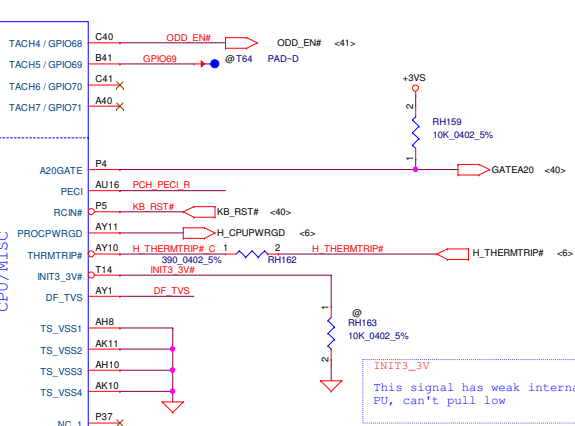 TACH4 / GPIO68 C40 ODD_EN# ODD_EN# <41>
TACH5 / GPIO69 B41 GPIO69 @ T64 PAD~D
TACH6 / GPIO70 C41
TACH7 / GPIO71 A40
+3VS
2
RH159
10K_0402_5%
1
A20GATE P4 GATEA20 <40>
PECI AU16 PCH_PECI_R
RCIN# P5 KB_RST# KB_RST# <40>
PROCPWRGD AY11 H_CPUPWRGD <6>
THRMTRIP# AY10 H_THERMTRIP#_C 1 2 H_THERMTRIP# H_THERMTRIP# <6>
390_0402_5% RH162
INIT3_3V# T14 INIT3_3V#
DF_TVS AY1 DF_TVS
CPU/MISC
1
@
RH163
10K_0402_5%
2
TS_VSS1 AH8
TS_VSS2 AK11
TS_VSS3 AH10
TS_VSS4 AK10
NC_1 P37
INIT3_3V
This signal has weak interna
PU, can't pull low